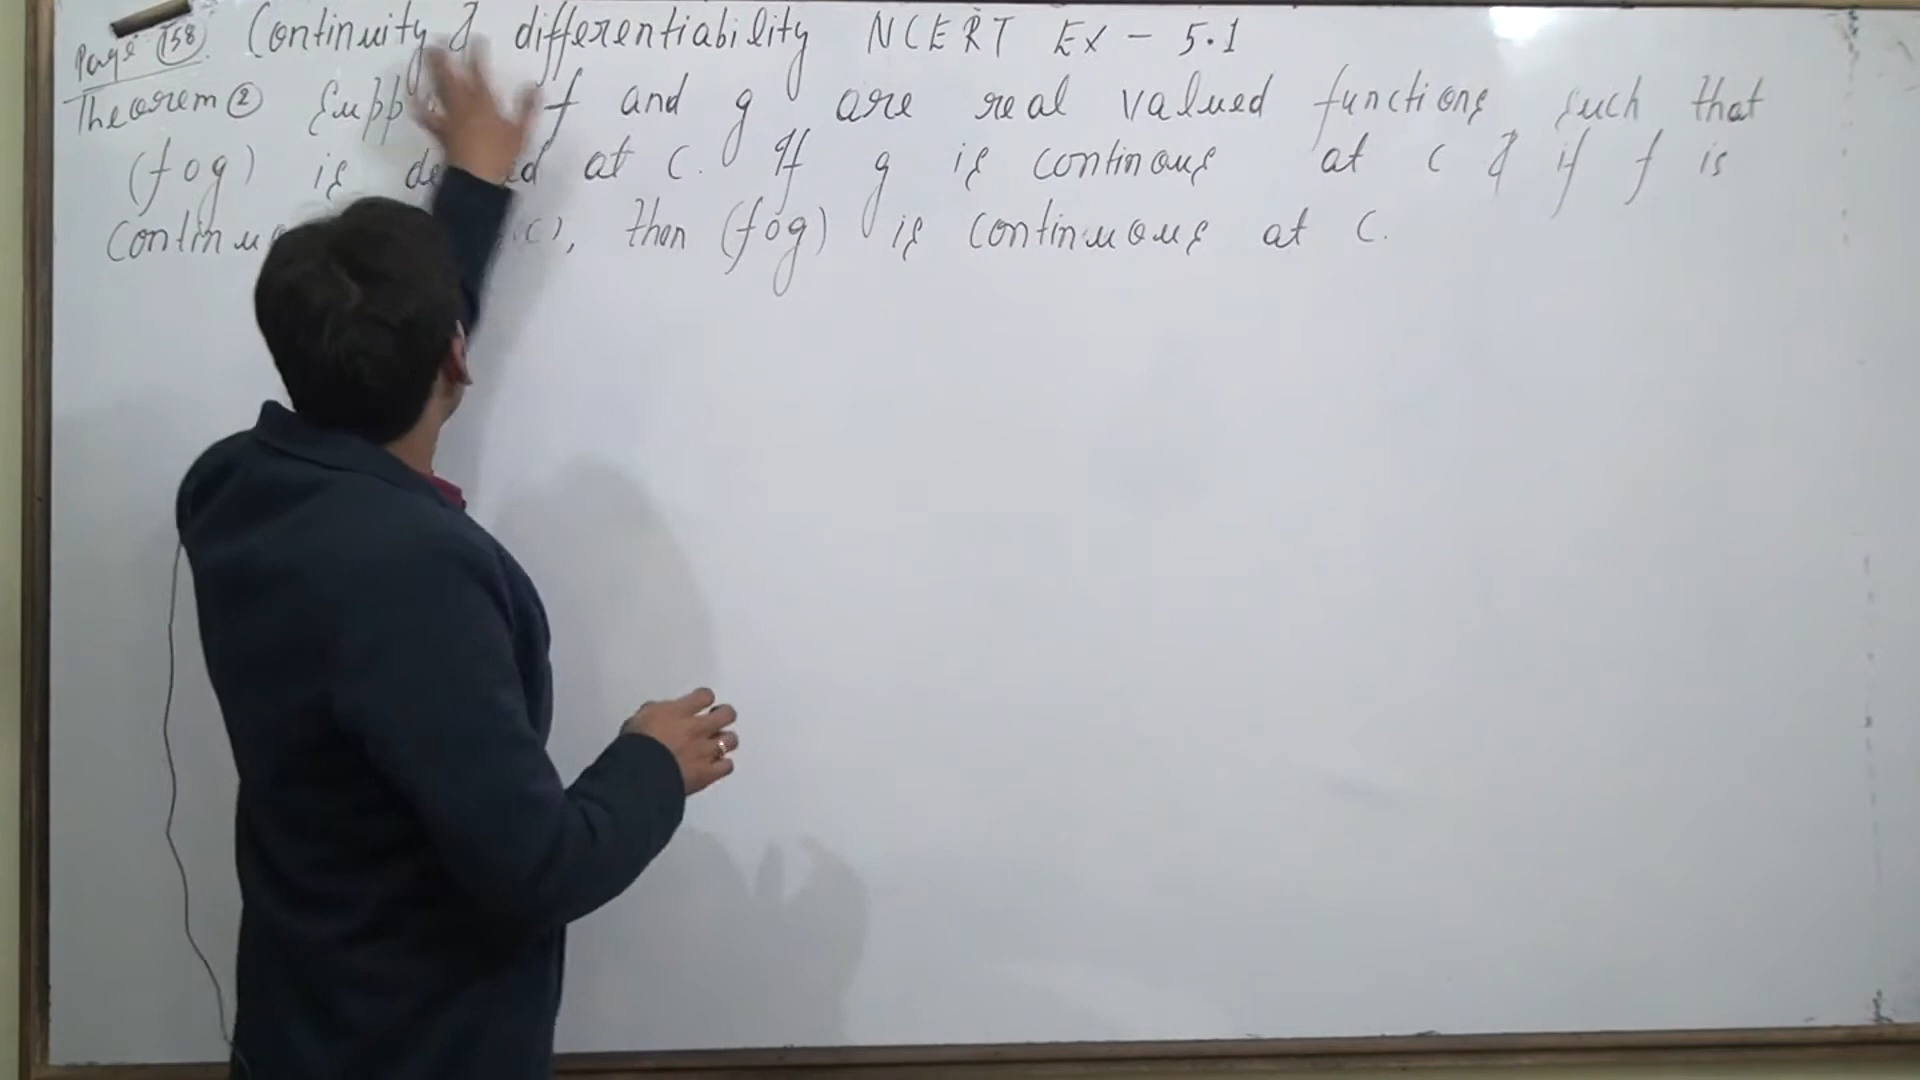 Page 158. Continuity & differentiability NCERT Ex - 5.1
Theorem ② f and g are real valued functions such that
(fog) is at c. If g is continous at c & if f is
(c), then (fog) is continuous at c.